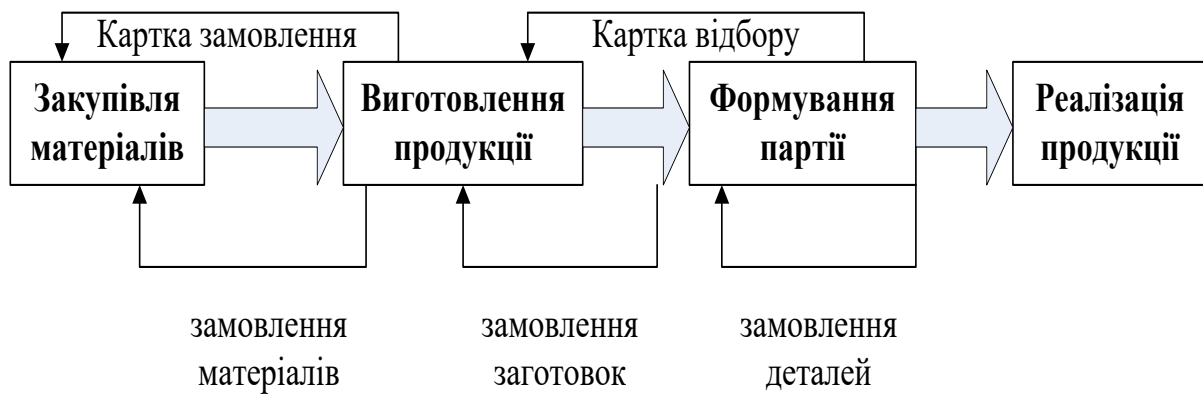 Картка замовлення
Картка відбору
Закупівля
матеріалів
Виготовлення
продукції
Формування
партії
Реалізація
продукції
замовлення
матеріалів
замовлення
заготовок
замовлення
деталей